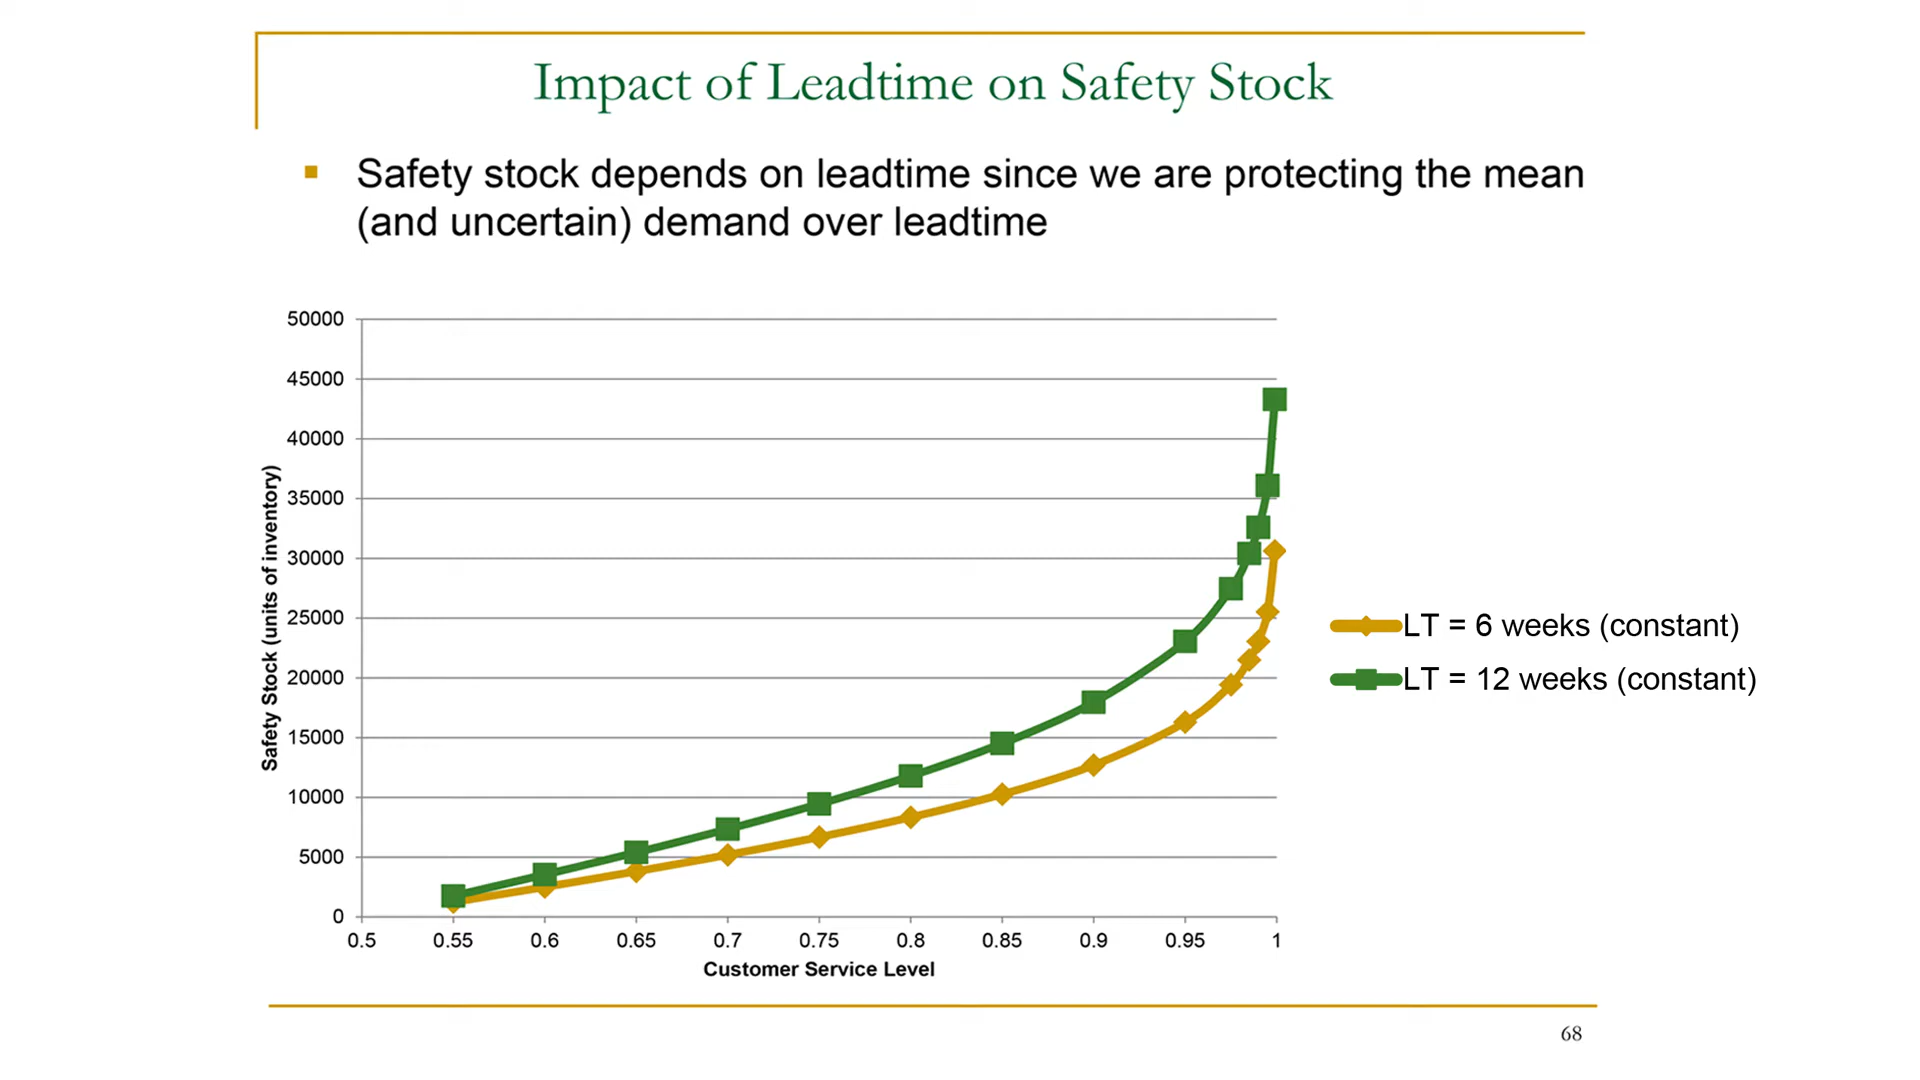 Impact of Leadtime on Safety Stock
Safety stock depends on leadtime since we are protecting the mean
(and uncertain) demand over leadtime
50000
45000
40000
35000
30000
25000
20000
15000
10000
5000
0
Safety Stock (units of inventory)
0.5 0.55 0.6 0.65 0.7 0.75 0.8 0.85 0.9 0.95 1
Customer Service Level
LT = 6 weeks (constant)
LT = 12 weeks (constant)
68